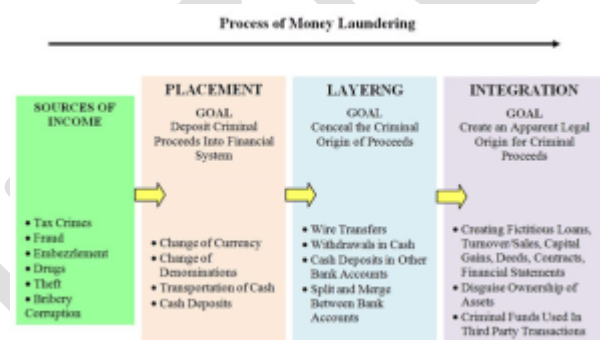 Process of Money Laundering
SOURCES OF
INCOME
• Tax Crimes
• Fraud
• Embezzlement
• Drugs
• Theft
• Bribery
Corruption
PLACEMENT
GOAL
Deposit Criminal
Proceeds Into Financial
System
• Change of Currency
• Change of
Denominations
• Transportation of Cash
• Cash Deposits
LAYERNG
GOAL
Conceal the Criminal
Origin of Proceeds
• Wire Transfers
• Withdrawals in Cash
• Cash Deposits in Other
Bank Accounts
• Split and Merge
Between Bank
Accounts
INTEGRATION
GOAL
Create an Apparent Legal
Origin for Criminal
Proceeds
• Creating Fictitious Loans,
Turnover/Sales, Capital
Gains, Deeds, Contracts,
Financial Statements
• Disguise Ownership of
Assets
• Criminal Funds Used In
Third Party Transactions